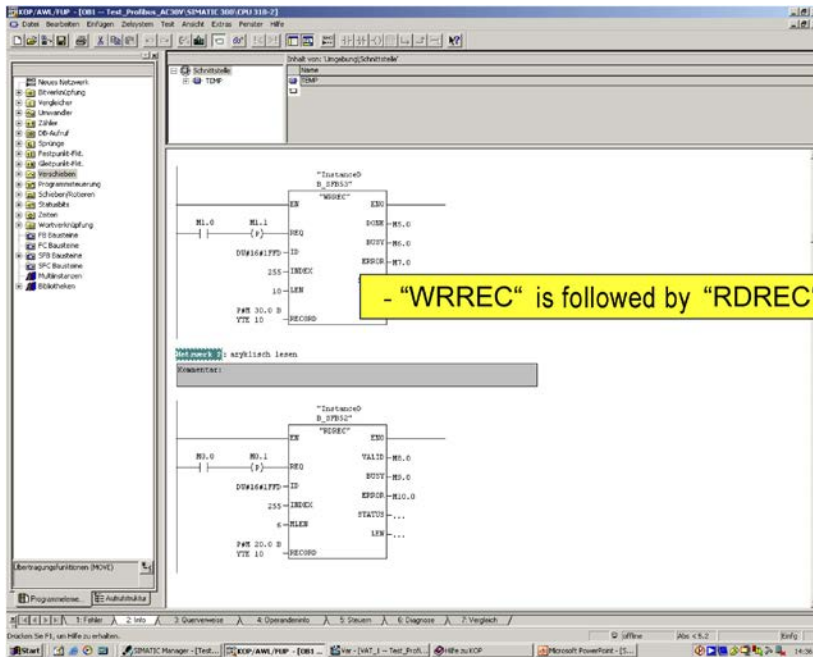 KOP/AWL/FUP - [OB1 -- Test_Profibus_AC30V\SIMATIC 300\CPU 318-2]
Datei Bearbeiten Einfügen Zielsystem Test Ansicht Extras Fenster Hilfe
Inhalt von: 'Umgebung\Schnittstelle'
Schnittstelle
TEMP
Name
TEMP
Neues Netzwerk
Bitverknüpfung
Vergleicher
Umwandler
Zähler
DB-Aufruf
Sprünge
Festpunkt-Fkt.
Gleitpunkt-Fkt.
Verschieben
Programmsteuerung
Schieben/Rotieren
Statusbits
Zeiten
Wortverknüpfung
FB Bausteine
FC Bausteine
SFB Bausteine
SFC Bausteine
Multiinstanzen
Bibliotheken
Übertragungsfunktionen (MOVE)
Programmeleme...
Aufrufstruktur
"InstanceD
B_SFB53"
"WRREC"
EN ENO
M1.0 M1.1
(P) REQ
DONE M5.0
BUSY M6.0
DW#16#1FFD ID
ERROR M7.0
255 INDEX
10 LEN
P#M 30.0 B
YTE 10 RECORD
- "WRREC" is followed by "RDREC"
Netzwerk 2: azyklisch lesen
Kommentar:
"InstanceD
B_SFB52"
"RDREC"
EN ENO
M0.0 M0.1
(P) REQ
VALID M8.0
BUSY M9.0
DW#16#1FFD ID
ERROR M10.0
255 INDEX
STATUS ...
6 MLEN
LEN ...
P#M 20.0 B
YTE 10 RECORD
1: Fehler 2: Info 3: Querverweise 4: Operandeninfo 5: Steuern 6: Diagnose 7: Vergleich
Drücken Sie F1, um Hilfe zu erhalten.
offline Abs < 5.2 Einfg
Start SIMATIC Manager - [Test... KOP/AWL/FUP - [OB1 ... Var - [VAT_1 -- Test_Profi... Hilfe zu KOP Microsoft PowerPoint - [S... 14:36